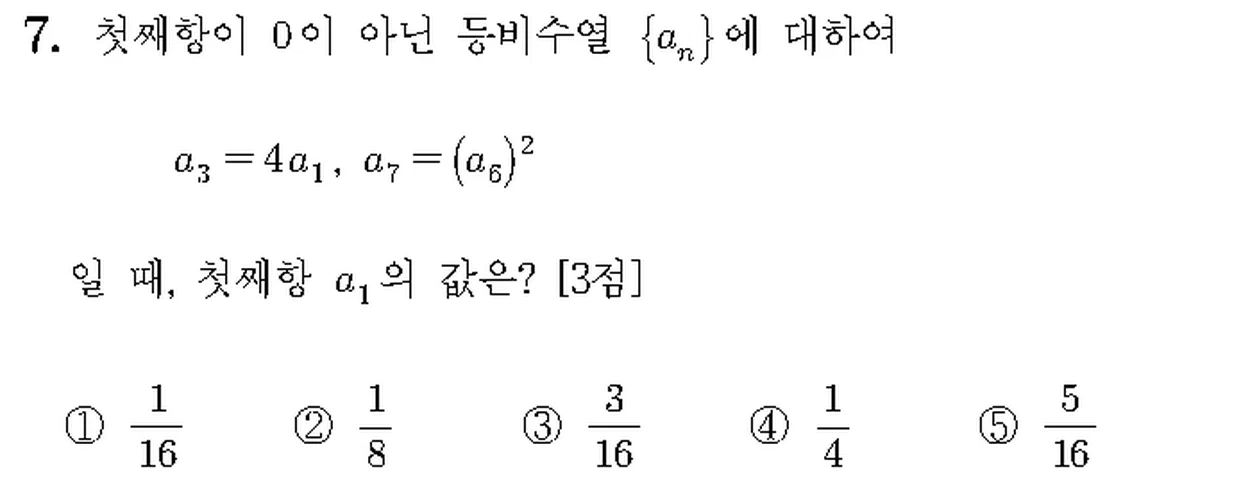 7. 첫째항이 0이 아닌 등비수열 {aₙ}에 대하여
a₃ = 4a₁, a₇ = (a₆)²
일 때, 첫째항 a₁의 값은? [3점]
① 1/16 ② 1/8 ③ 3/16 ④ 1/4 ⑤ 5/16